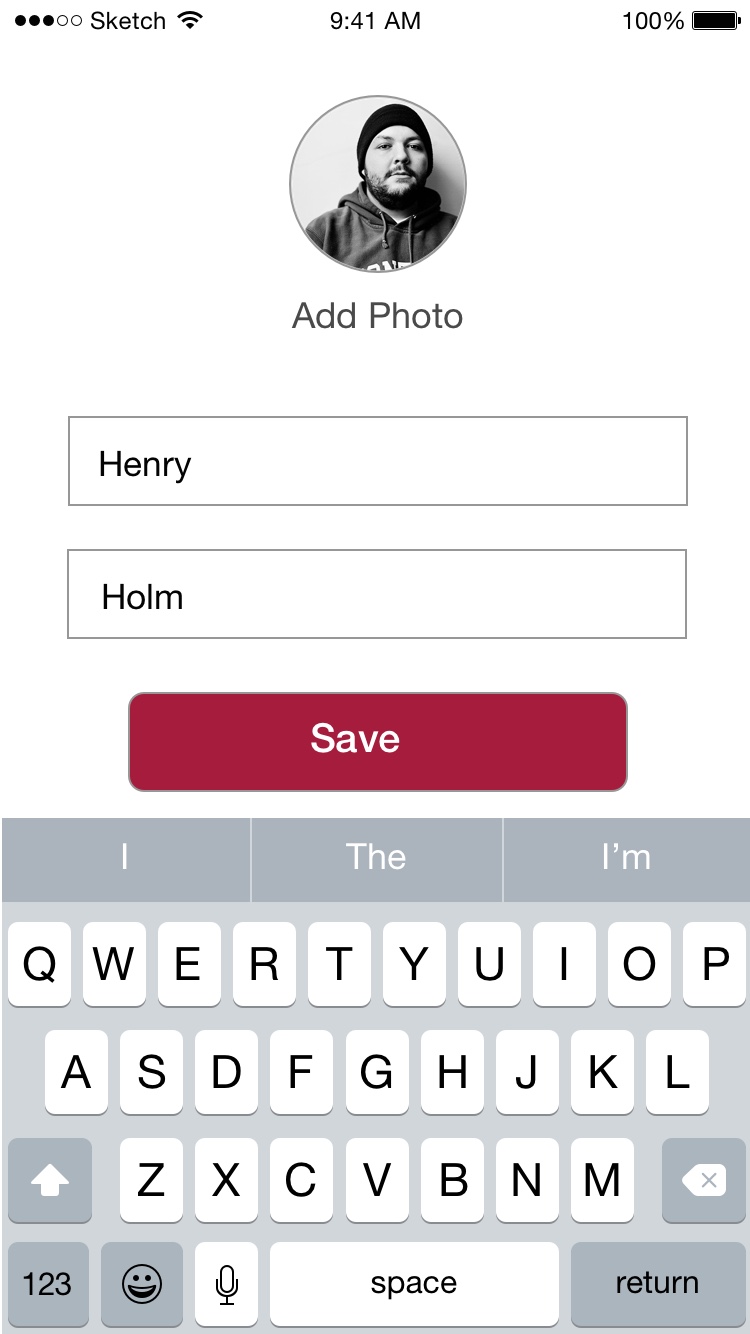 Sketch 9:41 AM 100%
Add Photo
Henry
Holm
Save
I The I’m
Q W E R T Y U I O P
A S D F G H J K L
Z X C V B N M
123 space return